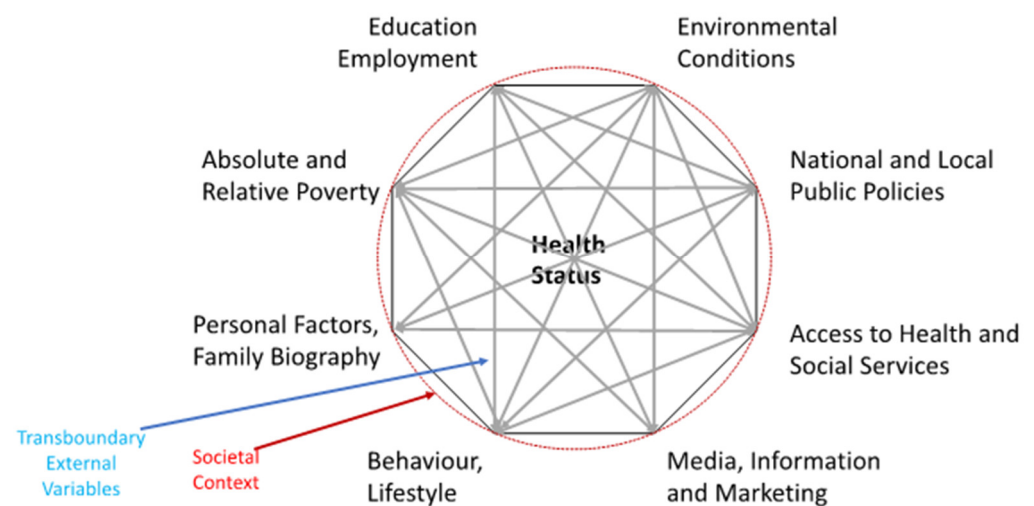 Education
Employment
Environmental
Conditions
Absolute and
Relative Poverty
National and Local
Public Policies
Health
Status
Personal Factors,
Family Biography
Access to Health and
Social Services
Transboundary
External
Variables
Societal
Context
Behaviour,
Lifestyle
Media, Information
and Marketing